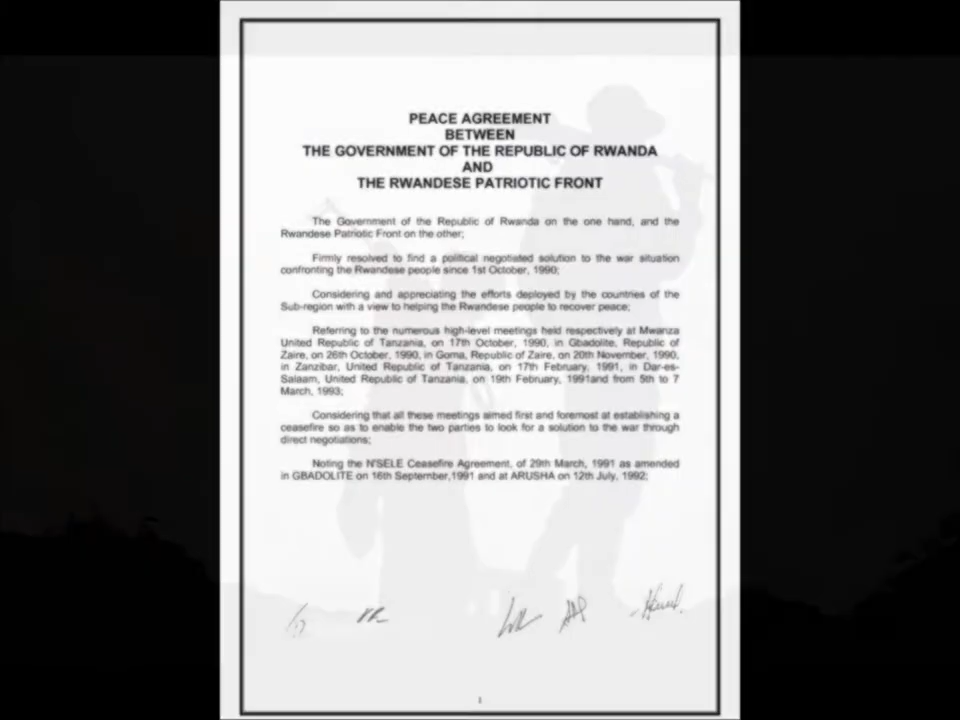 PEACE AGREEMENT
BETWEEN
THE GOVERNMENT OF THE REPUBLIC OF RWANDA
AND
THE RWANDESE PATRIOTIC FRONT
The Government of the Republic of Rwanda on the one hand, and the
Rwandese Patriotic Front on the other;
Firmly resolved to find a political negotiated solution to the war situation
confronting the Rwandese people since 1st October, 1990;
Considering and appreciating the efforts deployed by the countries of the
Sub-region with a view to helping the Rwandese people to recover peace;
Referring to the numerous high-level meetings held respectively at Mwanza
United Republic of Tanzania, on 17th October, 1990, in Gbadolite, Republic of
Zaire, on 26th October, 1990, in Goma, Republic of Zaire, on 20th November, 1990,
in Zanzibar, United Republic of Tanzania, on 17th February, 1991, in Dar-es-
Salaam, United Republic of Tanzania, on 19th February, 1991and from 5th to 7
March, 1993;
Considering that all these meetings aimed first and foremost at establishing a
ceasefire so as to enable the two parties to look for a solution to the war through
direct negotiations;
Noting the N'SELE Ceasefire Agreement, of 29th March, 1991 as amended
in GBADOLITE on 16th September,1991 and at ARUSHA on 12th July, 1992;
1